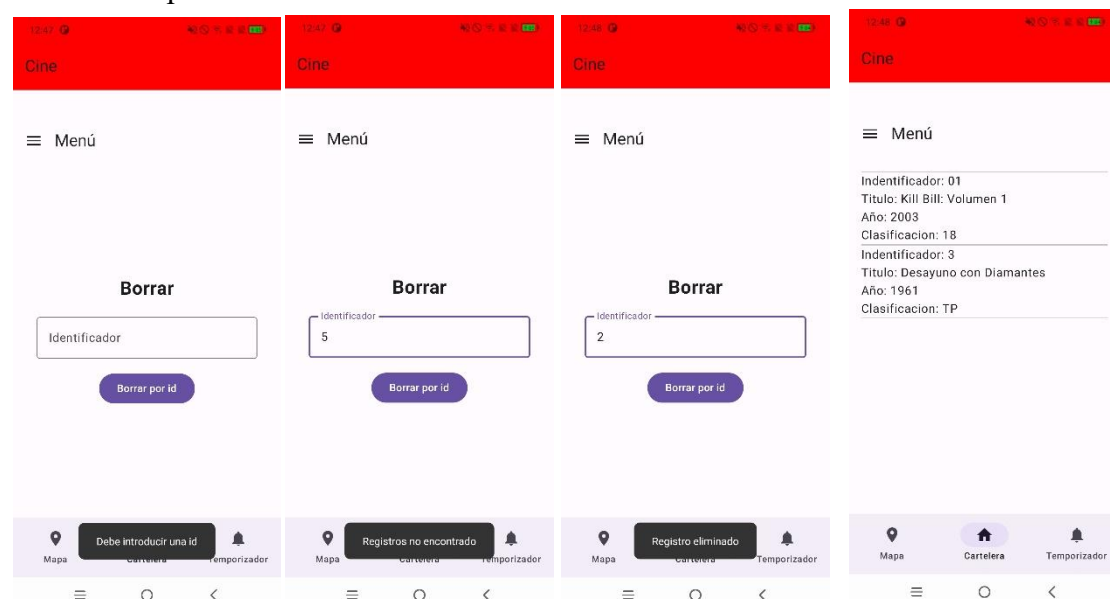 12:47
Cine
Menú
Borrar
Identificador
Borrar por id
Debe introducir una id
Mapa
Cartelera
Temporizador
12:47
Cine
Menú
Borrar
Identificador
5
Borrar por id
Registros no encontrado
Mapa
Cartelera
Temporizador
12:48
Cine
Menú
Borrar
Identificador
2
Borrar por id
Registro eliminado
Mapa
Cartelera
Temporizador
12:48
Cine
Menú
Indentificador: 01
Titulo: Kill Bill: Volumen 1
Año: 2003
Clasificacion: 18
Indentificador: 3
Titulo: Desayuno con Diamantes
Año: 1961
Clasificacion: TP
Mapa
Cartelera
Temporizador